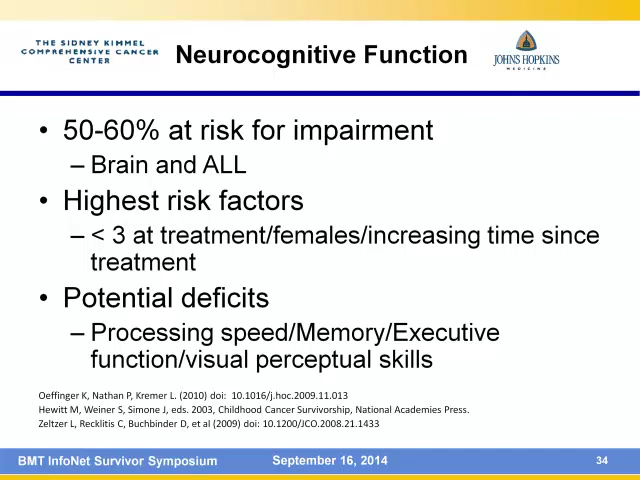 THE SIDNEY KIMMEL
COMPREHENSIVE CANCER
CENTER
Neurocognitive Function
JOHNS HOPKINS
MEDICINE
• 50-60% at risk for impairment
– Brain and ALL
• Highest risk factors
– < 3 at treatment/females/increasing time since
treatment
• Potential deficits
– Processing speed/Memory/Executive
function/visual perceptual skills
Oeffinger K, Nathan P, Kremer L. (2010) doi: 10.1016/j.hoc.2009.11.013
Hewitt M, Weiner S, Simone J, eds. 2003, Childhood Cancer Survivorship, National Academies Press.
Zeltzer L, Recklitis C, Buchbinder D, et al (2009) doi: 10.1200/JCO.2008.21.1433
BMT InfoNet Survivor Symposium
September 16, 2014
34